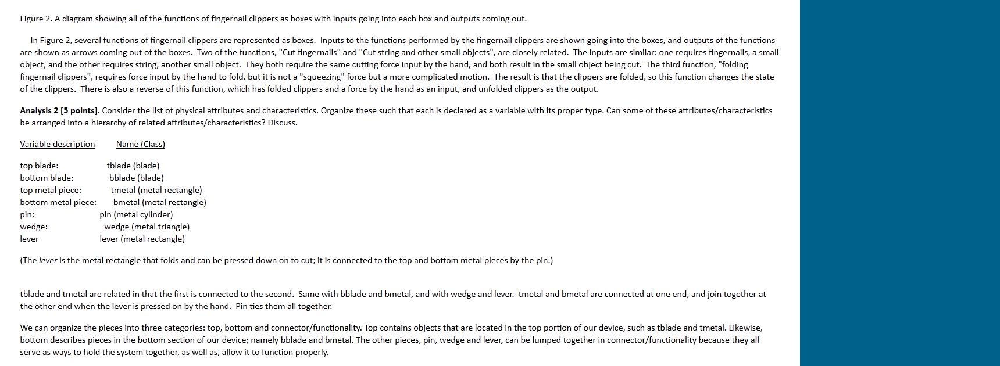 Figure 2. A diagram showing all of the functions of fingernail clippers as boxes with inputs going into each box and outputs coming out.
In Figure 2, several functions of fingernail clippers are represented as boxes.  Inputs to the functions performed by the fingernail clippers are shown going into the boxes, and outputs of the functions
are shown as arrows coming out of the boxes.  Two of the functions, "Cut fingernails" and "Cut string and other small objects", are closely related.  The inputs are similar: one requires fingernails, a small
object, and the other requires string, another small object.  They both require the same cutting force input by the hand, and both result in the small object being cut.  The third function, "folding
fingernail clippers", requires force input by the hand to fold, but it is not a "squeezing" force but a more complicated motion.  The result is that the clippers are folded, so this function changes the state
of the clippers.  There is also a reverse of this function, which has folded clippers and a force by the hand as an input, and unfolded clippers as the output.
Analysis 2 [5 points]. Consider the list of physical attributes and characteristics. Organize these such that each is declared as a variable with its proper type. Can some of these attributes/characteristics
be arranged into a hierarchy of related attributes/characteristics? Discuss.
Variable description Name (Class)
top blade: tblade (blade)
bottom blade: bblade (blade)
top metal piece: tmetal (metal rectangle)
bottom metal piece: bmetal (metal rectangle)
pin: pin (metal cylinder)
wedge: wedge (metal triangle)
lever lever (metal rectangle)
(The lever is the metal rectangle that folds and can be pressed down on to cut; it is connected to the top and bottom metal pieces by the pin.)
tblade and tmetal are related in that the first is connected to the second.  Same with bblade and bmetal, and with wedge and lever.  tmetal and bmetal are connected at one end, and join together at
the other end when the lever is pressed on by the hand.  Pin ties them all together.
We can organize the pieces into three categories: top, bottom and connector/functionality. Top contains objects that are located in the top portion of our device, such as tblade and tmetal. Likewise,
bottom describes pieces in the bottom section of our device; namely bblade and bmetal. The other pieces, pin, wedge and lever, can be lumped together in connector/functionality because they all
serve as ways to hold the system together, as well as, allow it to function properly.